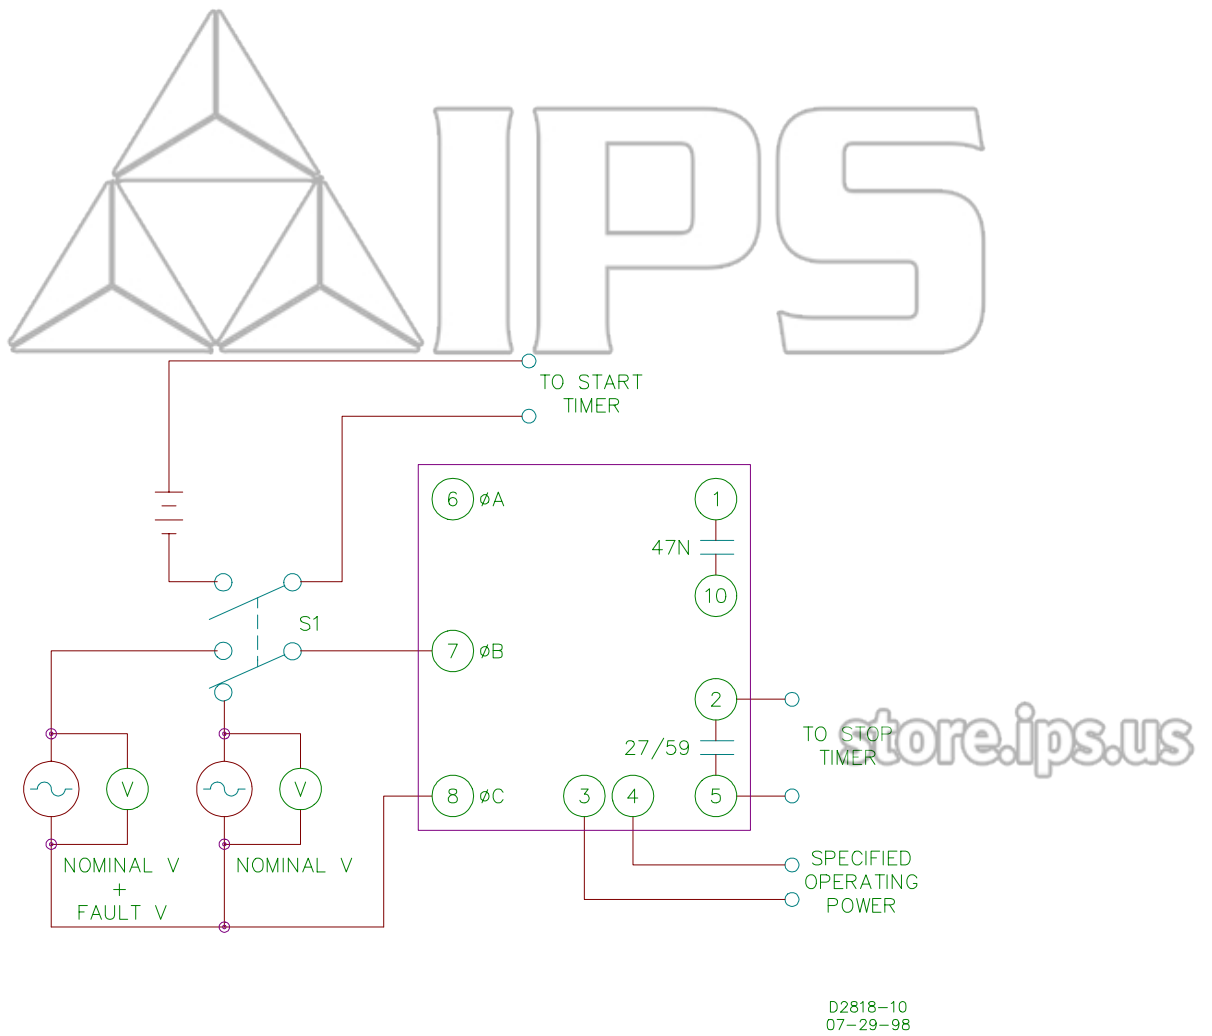 IPS
TO START
TIMER
6 øA
1
47N
10
S1
7 øB
2
TO STOP
TIMER
store.ips.us
27/59
V
V
8 øC
3
4
5
NOMINAL V
+
FAULT V
NOMINAL V
SPECIFIED
OPERATING
POWER
D2818-10
07-29-98